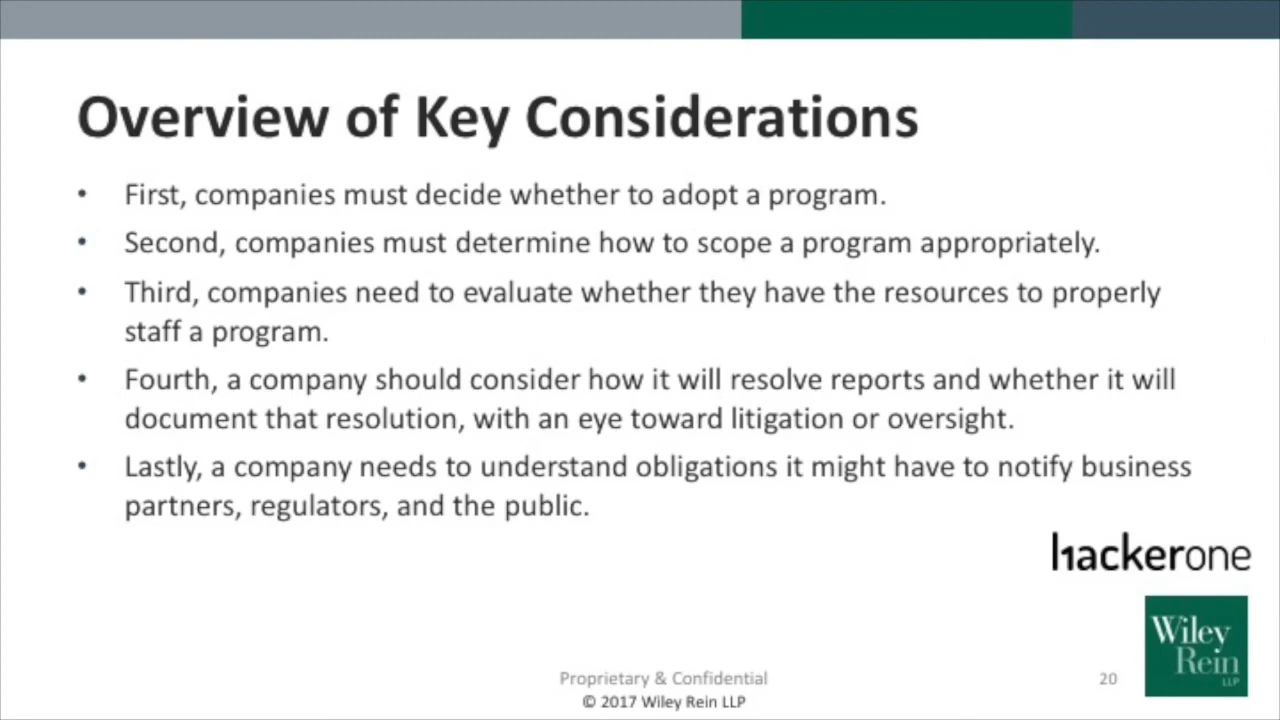 Overview of Key Considerations
• First, companies must decide whether to adopt a program.
• Second, companies must determine how to scope a program appropriately.
• Third, companies need to evaluate whether they have the resources to properly
staff a program.
• Fourth, a company should consider how it will resolve reports and whether it will
document that resolution, with an eye toward litigation or oversight.
• Lastly, a company needs to understand obligations it might have to notify business
partners, regulators, and the public.
hackerone
Wiley
Rein
LLP
Proprietary & Confidential
20
© 2017 Wiley Rein LLP